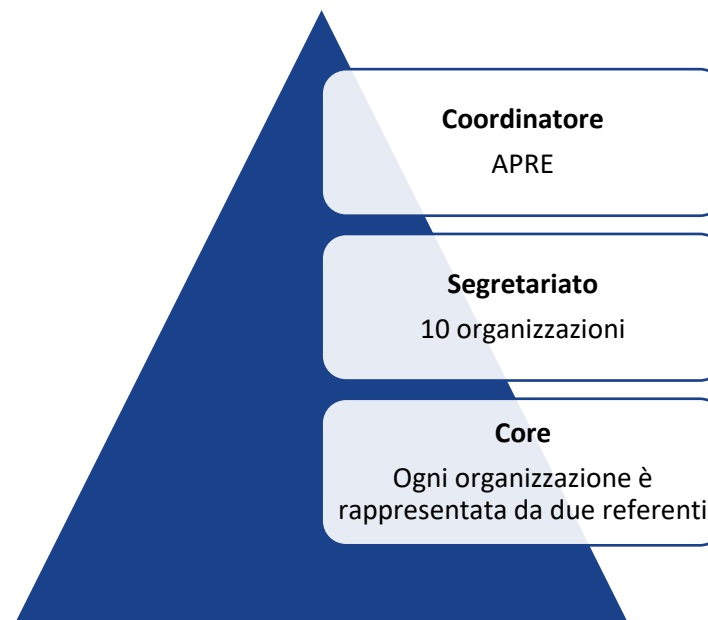 Coordinatore
APRE
Segretariato
10 organizzazioni
Core
Ogni organizzazione è
rappresentata da due referenti